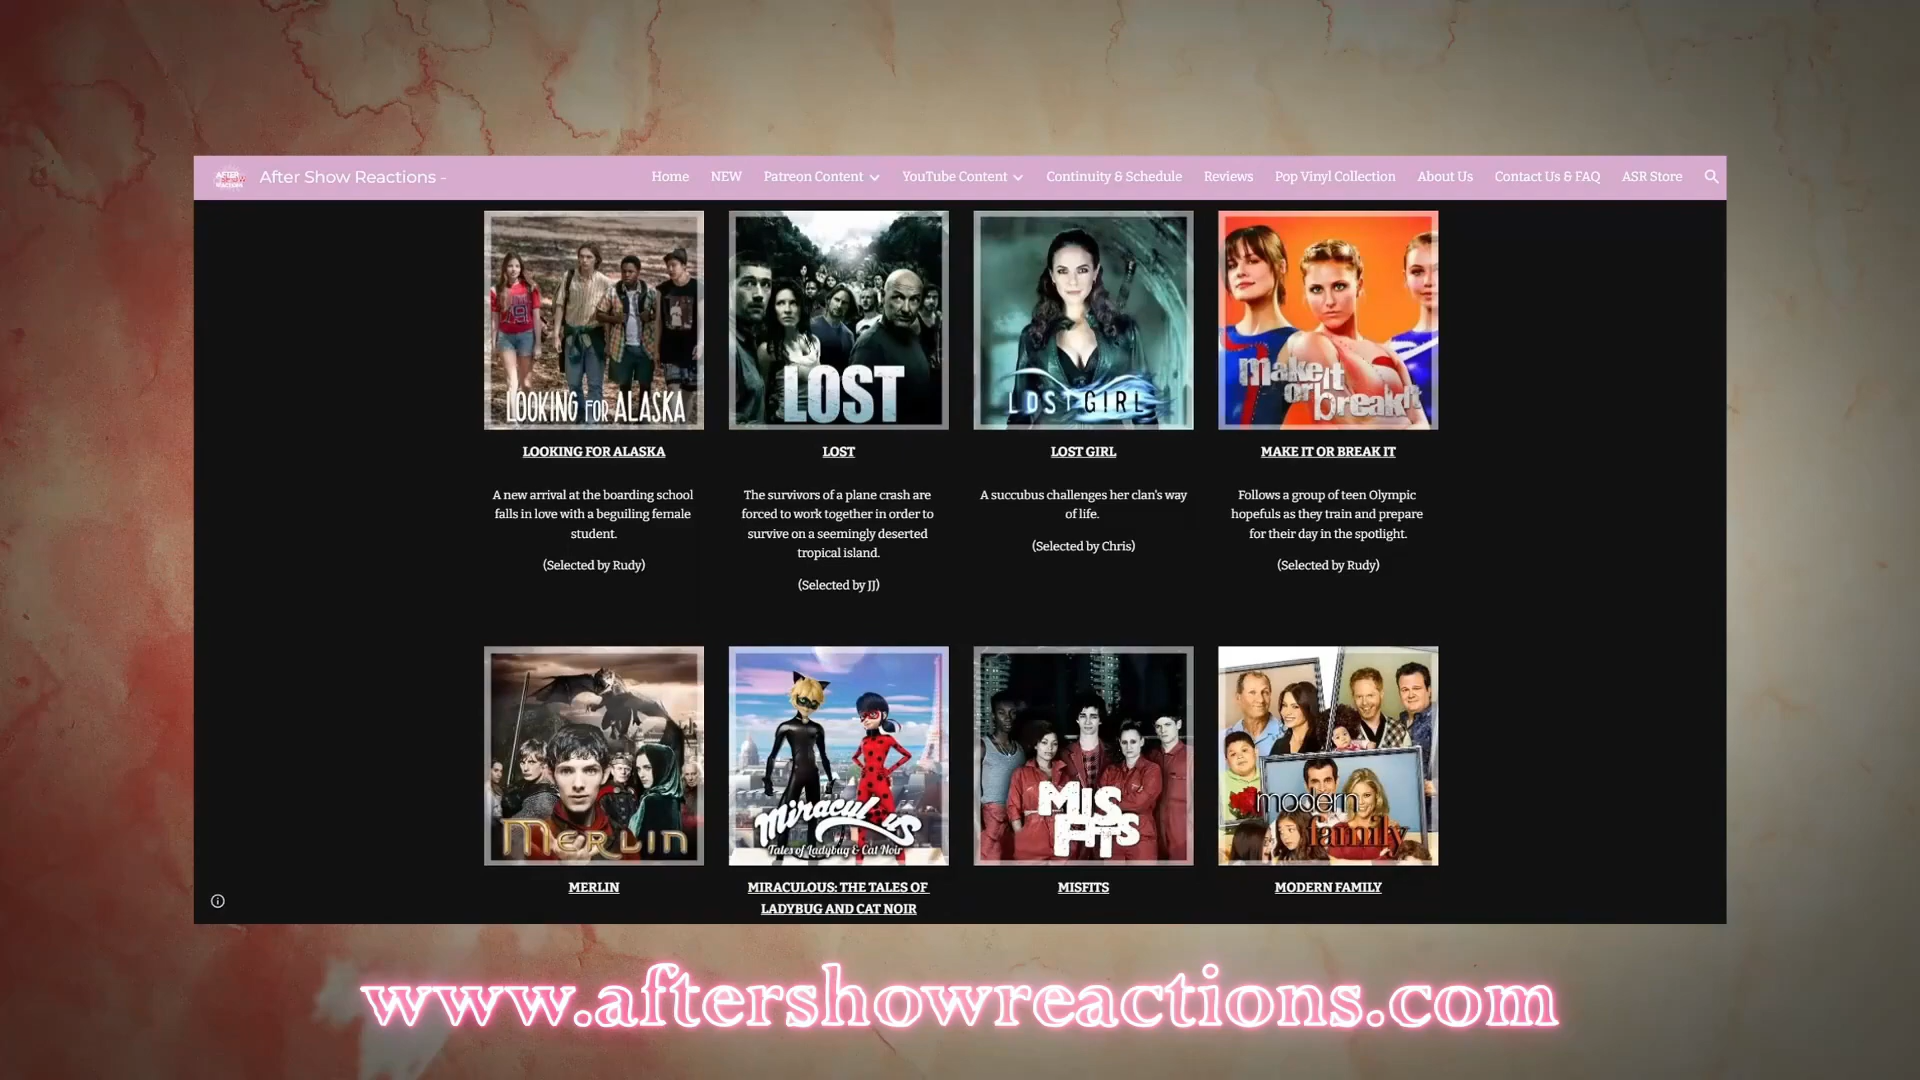 AFTER SHOW REACTIONS
After Show Reactions -
Home NEW Patreon Content YouTube Content Continuity & Schedule Reviews Pop Vinyl Collection About Us Contact Us & FAQ ASR Store
LOOKING FOR ALASKA
LOST
LOST GIRL
make it or break it
LOOKING FOR ALASKA
A new arrival at the boarding school
falls in love with a beguiling female
student.
(Selected by Rudy)
LOST
The survivors of a plane crash are
forced to work together in order to
survive on a seemingly deserted
tropical island.
(Selected by JJ)
LOST GIRL
A succubus challenges her clan's way
of life.
(Selected by Chris)
MAKE IT OR BREAK IT
Follows a group of teen Olympic
hopefuls as they train and prepare
for their day in the spotlight.
(Selected by Rudy)
MERLIN
Miraculous
Tales of Ladybug & Cat Noir
MIS
FITS
modern
family
MERLIN
MIRACULOUS: THE TALES OF
LADYBUG AND CAT NOIR
MISFITS
MODERN FAMILY
www.aftershowreactions.com